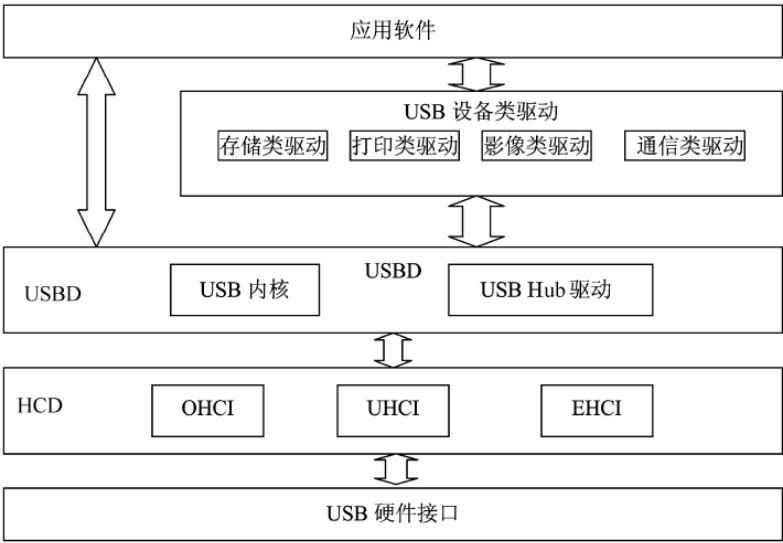 应用软件
USB 设备类驱动
存储类驱动 打印类驱动 影像类驱动 通信类驱动
USBD
USBD USB 内核 USB Hub 驱动
HCD OHCI UHCI EHCI
USB 硬件接口